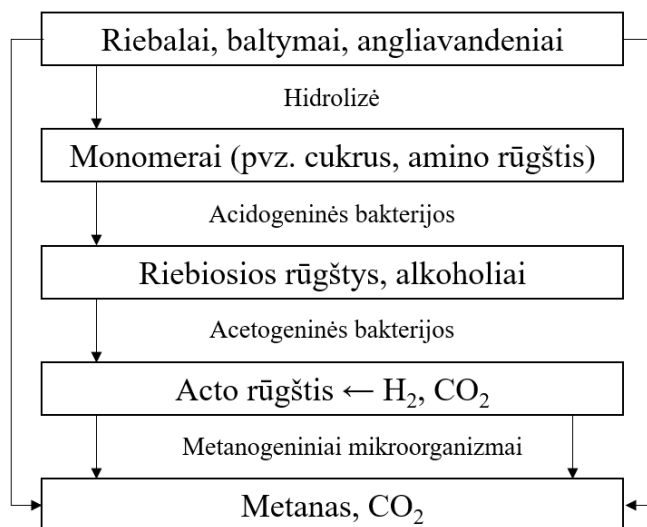 Riebalai, baltymai, angliavandeniai
Hidrolizė
Monomerai (pvz. cukrus, amino rūgštis)
Acidogeninės bakterijos
Riebiosios rūgštys, alkoholiai
Acetogeninės bakterijos
Acto rūgštis ← H₂, CO₂
Metanogeniniai mikroorganizmai
Metanas, CO₂